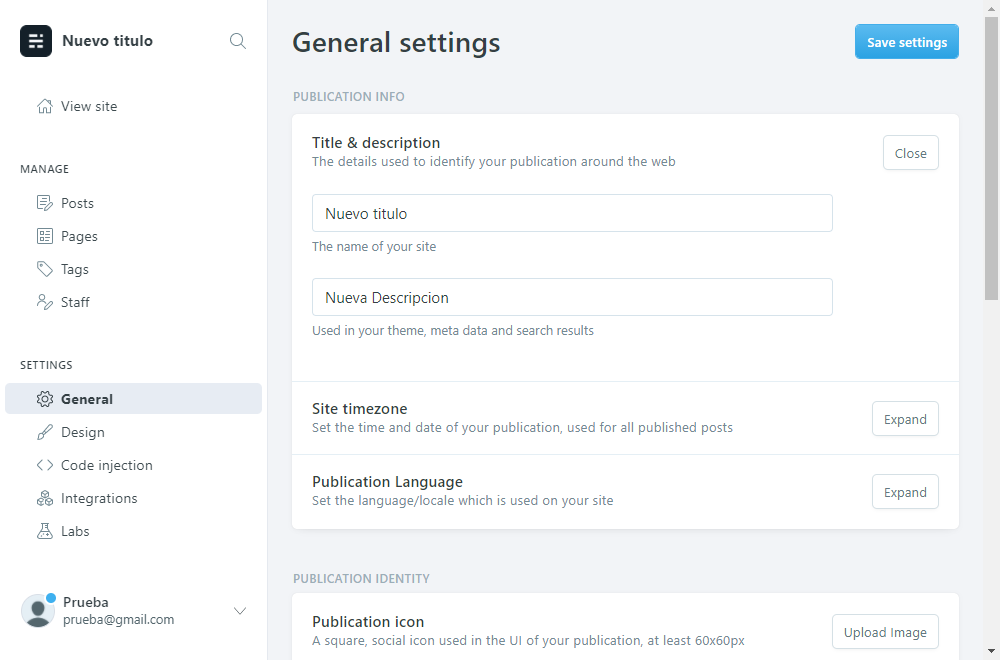 Nuevo titulo
View site
MANAGE
Posts
Pages
Tags
Staff
SETTINGS
General
Design
Code injection
Integrations
Labs
Prueba
prueba@gmail.com
General settings
Save settings
PUBLICATION INFO
Title & description
The details used to identify your publication around the web
Close
Nuevo titulo
The name of your site
Nueva Descripcion
Used in your theme, meta data and search results
Site timezone
Set the time and date of your publication, used for all published posts
Expand
Publication Language
Set the language/locale which is used on your site
Expand
PUBLICATION IDENTITY
Publication icon
A square, social icon used in the UI of your publication, at least 60x60px
Upload Image